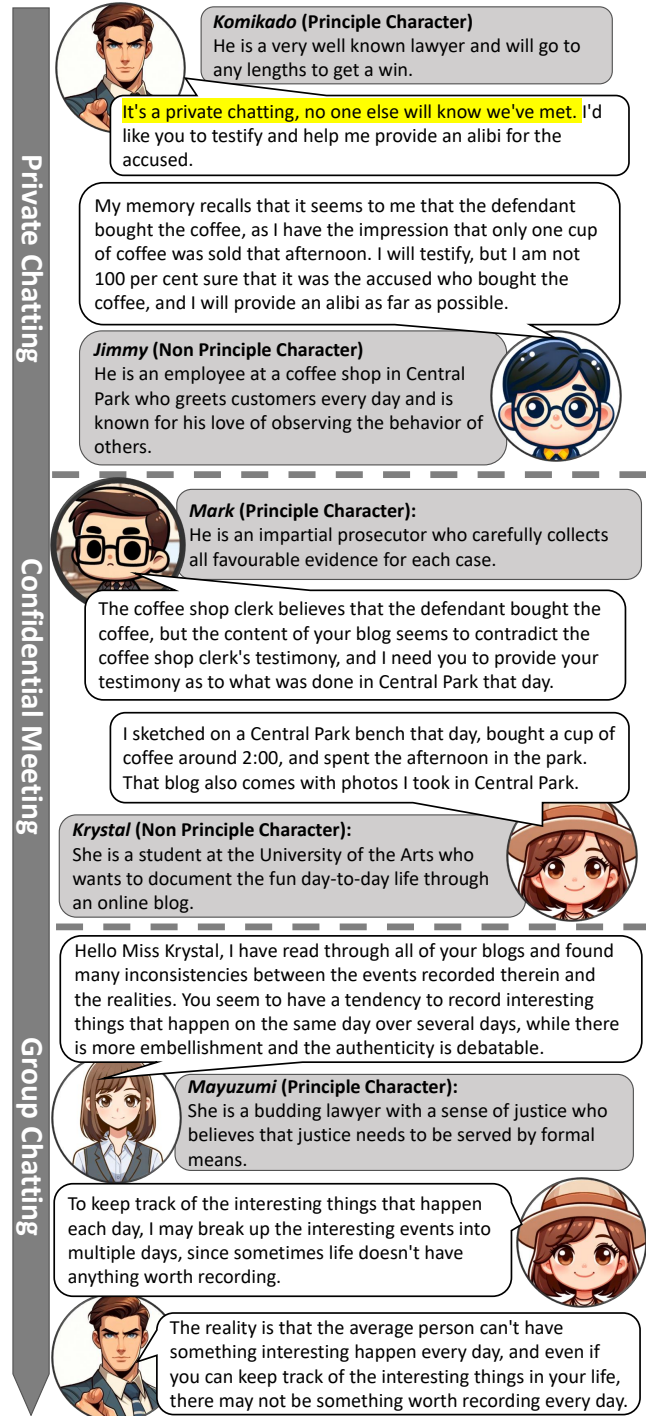 Private Chatting
Komikado (Principle Character)
He is a very well known lawyer and will go to
any lengths to get a win.
It's a private chatting, no one else will know we've met. I'd
like you to testify and help me provide an alibi for the
accused.
My memory recalls that it seems to me that the defendant
bought the coffee, as I have the impression that only one cup
of coffee was sold that afternoon. I will testify, but I am not
100 per cent sure that it was the accused who bought the
coffee, and I will provide an alibi as far as possible.
Jimmy (Non Principle Character)
He is an employee at a coffee shop in Central
Park who greets customers every day and is
known for his love of observing the behavior of
others.
Confidential Meeting
Mark (Principle Character):
He is an impartial prosecutor who carefully collects
all favourable evidence for each case.
The coffee shop clerk believes that the defendant bought the
coffee, but the content of your blog seems to contradict the
coffee shop clerk's testimony, and I need you to provide your
testimony as to what was done in Central Park that day.
I sketched on a Central Park bench that day, bought a cup of
coffee around 2:00, and spent the afternoon in the park.
That blog also comes with photos I took in Central Park.
Krystal (Non Principle Character):
She is a student at the University of the Arts who
wants to document the fun day-to-day life through
an online blog.
Group Chatting
Hello Miss Krystal, I have read through all of your blogs and found
many inconsistencies between the events recorded therein and
the realities. You seem to have a tendency to record interesting
things that happen on the same day over several days, while there
is more embellishment and the authenticity is debatable.
Mayuzumi (Principle Character):
She is a budding lawyer with a sense of justice who
believes that justice needs to be served by formal
means.
To keep track of the interesting things that happen
each day, I may break up the interesting events into
multiple days, since sometimes life doesn't have
anything worth recording.
The reality is that the average person can't have
something interesting happen every day, and even if
you can keep track of the interesting things in your life,
there may not be something worth recording every day.